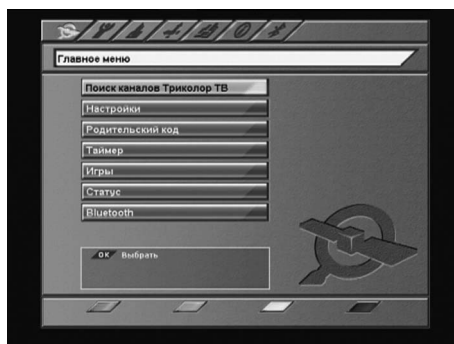 Главное меню
Поиск каналов Триколор ТВ
Настройки
Родительский код
Таймер
Игры
Статус
Bluetooth
OK Выбрать